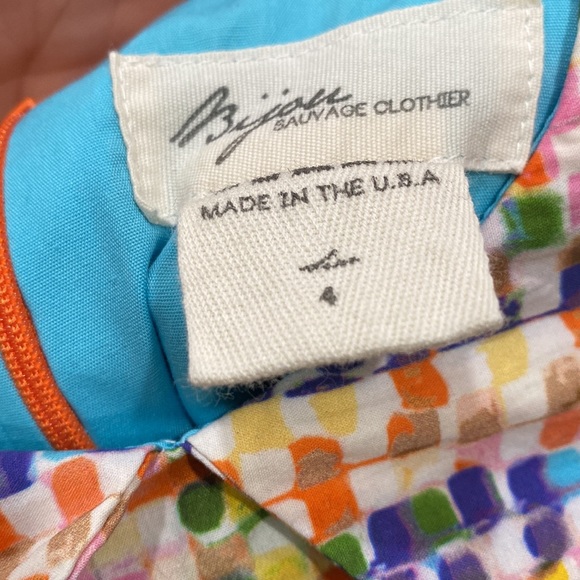 Bijou
SAUVAGE CLOTHIER
MADE IN THE U.S.A
4